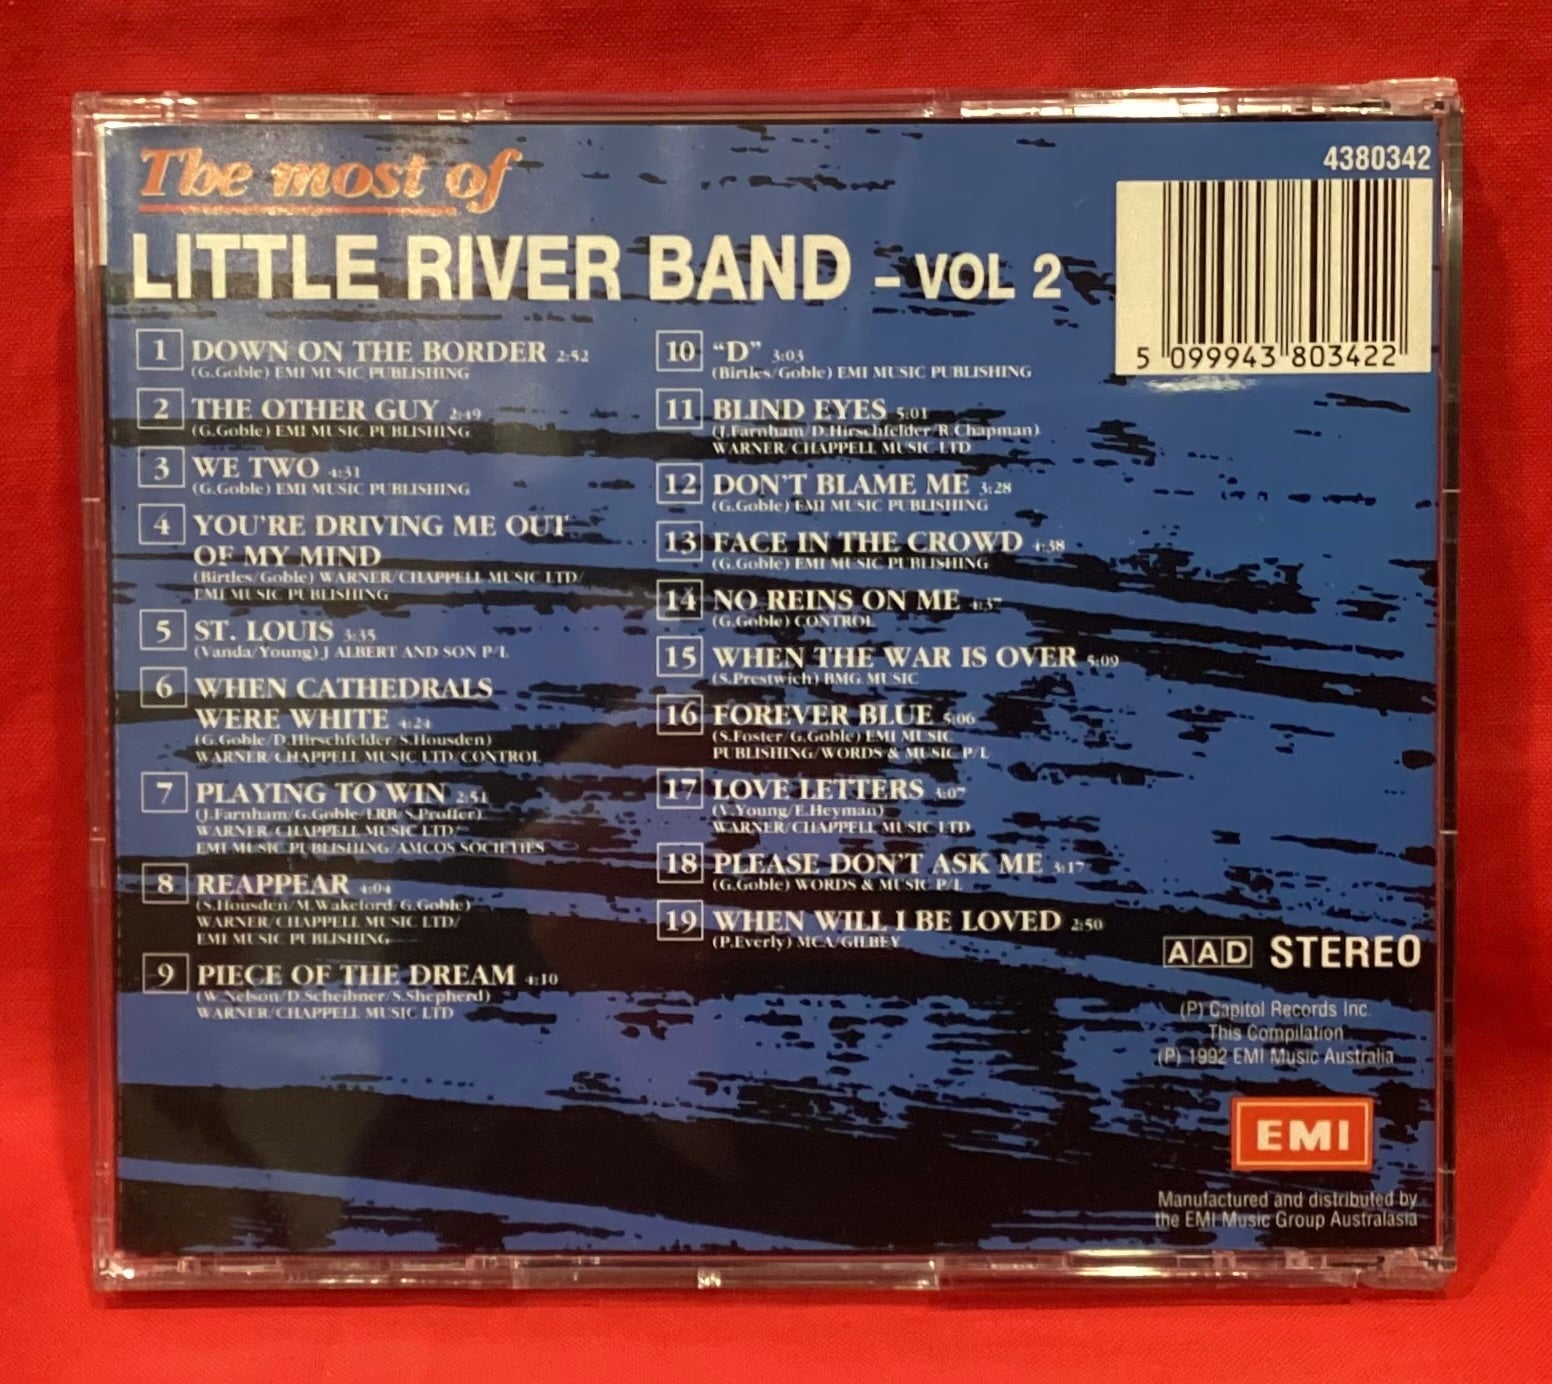 The most of
LITTLE RIVER BAND – VOL 2
4380342
5 099943 803422
1 DOWN ON THE BORDER 2:52
(G.Goble) EMI MUSIC PUBLISHING
2 THE OTHER GUY 2:49
(G.Goble) EMI MUSIC PUBLISHING
3 WE TWO 4:31
(G.Goble) EMI MUSIC PUBLISHING
4 YOU'RE DRIVING ME OUT
OF MY MIND
(Birtles/Goble) WARNER/CHAPPELL MUSIC LTD/
EMI MUSIC PUBLISHING
5 ST. LOUIS 3:35
(Vanda/Young) J ALBERT AND SON P/L
6 WHEN CATHEDRALS
WERE WHITE 4:24
(G.Goble/D.Hirschfelder/S.Housden)
WARNER/CHAPPELL MUSIC LTD/CONTROL
7 PLAYING TO WIN 2:51
(J.Farnham/G.Goble/LRB/S.Proffer)
WARNER/CHAPPELL MUSIC LTD/
EMI MUSIC PUBLISHING/AMCOS SOCIETIES
8 REAPPEAR 4:04
(S.Housden/M.Wakeford/G.Goble)
WARNER/CHAPPELL MUSIC LTD/
EMI MUSIC PUBLISHING
9 PIECE OF THE DREAM 4:10
(W.Nelson/D.Scheibner/S.Shepherd)
WARNER/CHAPPELL MUSIC LTD
10 “D” 3:03
(Birtles/Goble) EMI MUSIC PUBLISHING
11 BLIND EYES 5:01
(J.Farnham/D.Hirschfelder/R.Chapman)
WARNER/CHAPPELL MUSIC LTD
12 DON'T BLAME ME 3:28
(G.Goble) EMI MUSIC PUBLISHING
13 FACE IN THE CROWD 4:38
(G.Goble) EMI MUSIC PUBLISHING
14 NO REINS ON ME 4:37
(G.Goble) CONTROL
15 WHEN THE WAR IS OVER 5:09
(S.Prestwich) BMG MUSIC
16 FOREVER BLUE 5:06
(S.Foster/G.Goble) EMI MUSIC
PUBLISHING/WORDS & MUSIC P/L
17 LOVE LETTERS 3:07
(V.Young/E.Heyman)
WARNER/CHAPPELL MUSIC LTD
18 PLEASE DON'T ASK ME 3:17
(G.Goble) WORDS & MUSIC P/L
19 WHEN WILL I BE LOVED 2:50
(P.Everly) MCA/GILBEY
AAD STEREO
(P) Capitol Records Inc.
This Compilation
(P) 1992 EMI Music Australia
EMI
Manufactured and distributed by
the EMI Music Group Australasia